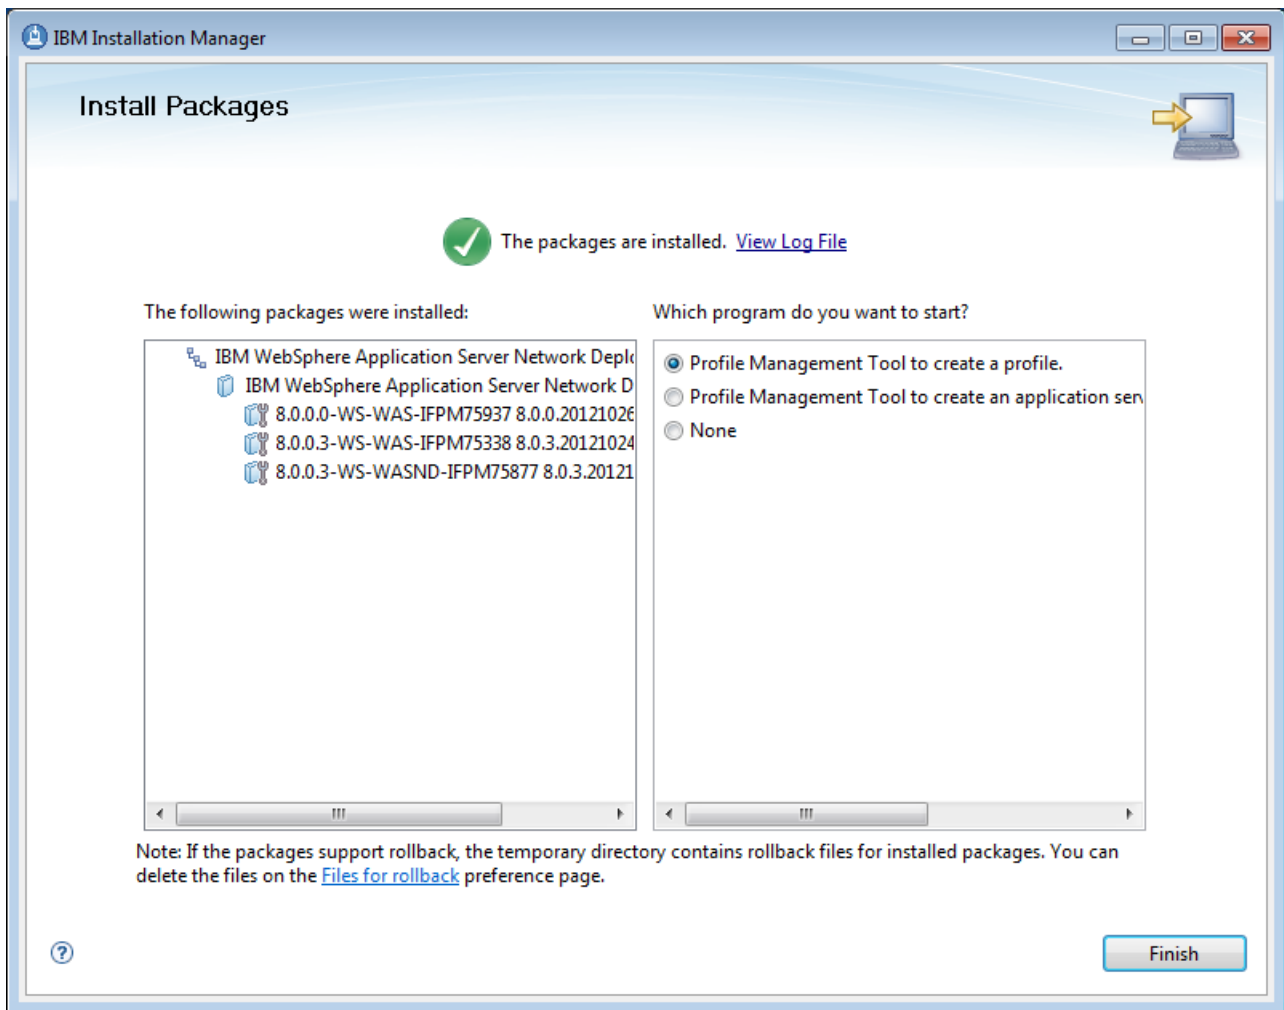 IBM Installation Manager
Install Packages
The packages are installed. View Log File
The following packages were installed:
IBM WebSphere Application Server Network Deplo
IBM WebSphere Application Server Network D
8.0.0.0-WS-WAS-IFPM75937 8.0.0.20121026
8.0.0.3-WS-WAS-IFPM75338 8.0.3.20121024
8.0.0.3-WS-WASND-IFPM75877 8.0.3.20121
Which program do you want to start?
Profile Management Tool to create a profile.
Profile Management Tool to create an application serv
None
Note: If the packages support rollback, the temporary directory contains rollback files for installed packages. You can
delete the files on the Files for rollback preference page.
Finish